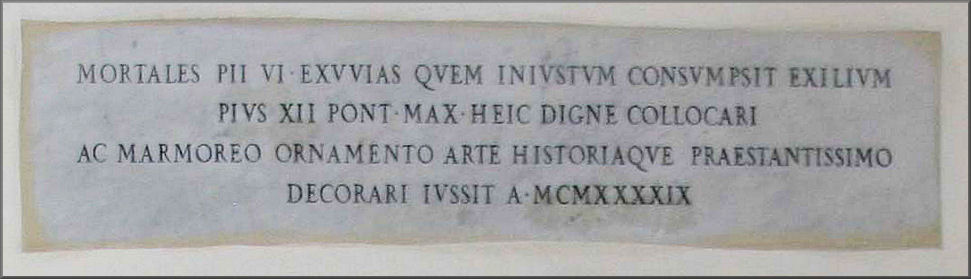 MORTALES PII VI·EXVVIAS QVEM INIVSTVM CONSVMPSIT EXILIVM
PIVS XII PONT·MAX·HEIC DIGNE COLLOCARI
AC MARMOREO ORNAMENTO ARTE HISTORIAQVE PRAESTANTISSIMO
DECORARI IVSSIT A·MCMXXXXIX